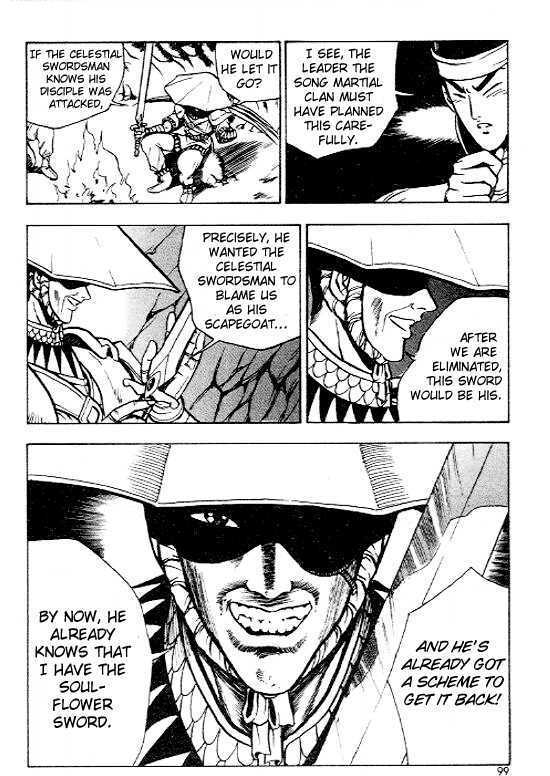 IF THE CELESTIAL
SWORDSMAN
KNOWS HIS
DISCIPLE WAS
ATTACKED,
WOULD
HE LET IT
GO?
I SEE, THE
LEADER THE
SONG MARTIAL
CLAN MUST
HAVE PLANNED
THIS CARE-
FULLY.
PRECISELY, HE
WANTED THE
CELESTIAL
SWORDSMAN TO
BLAME US
AS HIS
SCAPEGOAT...
AFTER
WE ARE
ELIMINATED,
THIS SWORD
WOULD BE HIS.
BY NOW, HE
ALREADY
KNOWS THAT
I HAVE THE
SOUL-
FLOWER
SWORD.
AND HE'S
ALREADY GOT
A SCHEME TO
GET IT BACK!
99